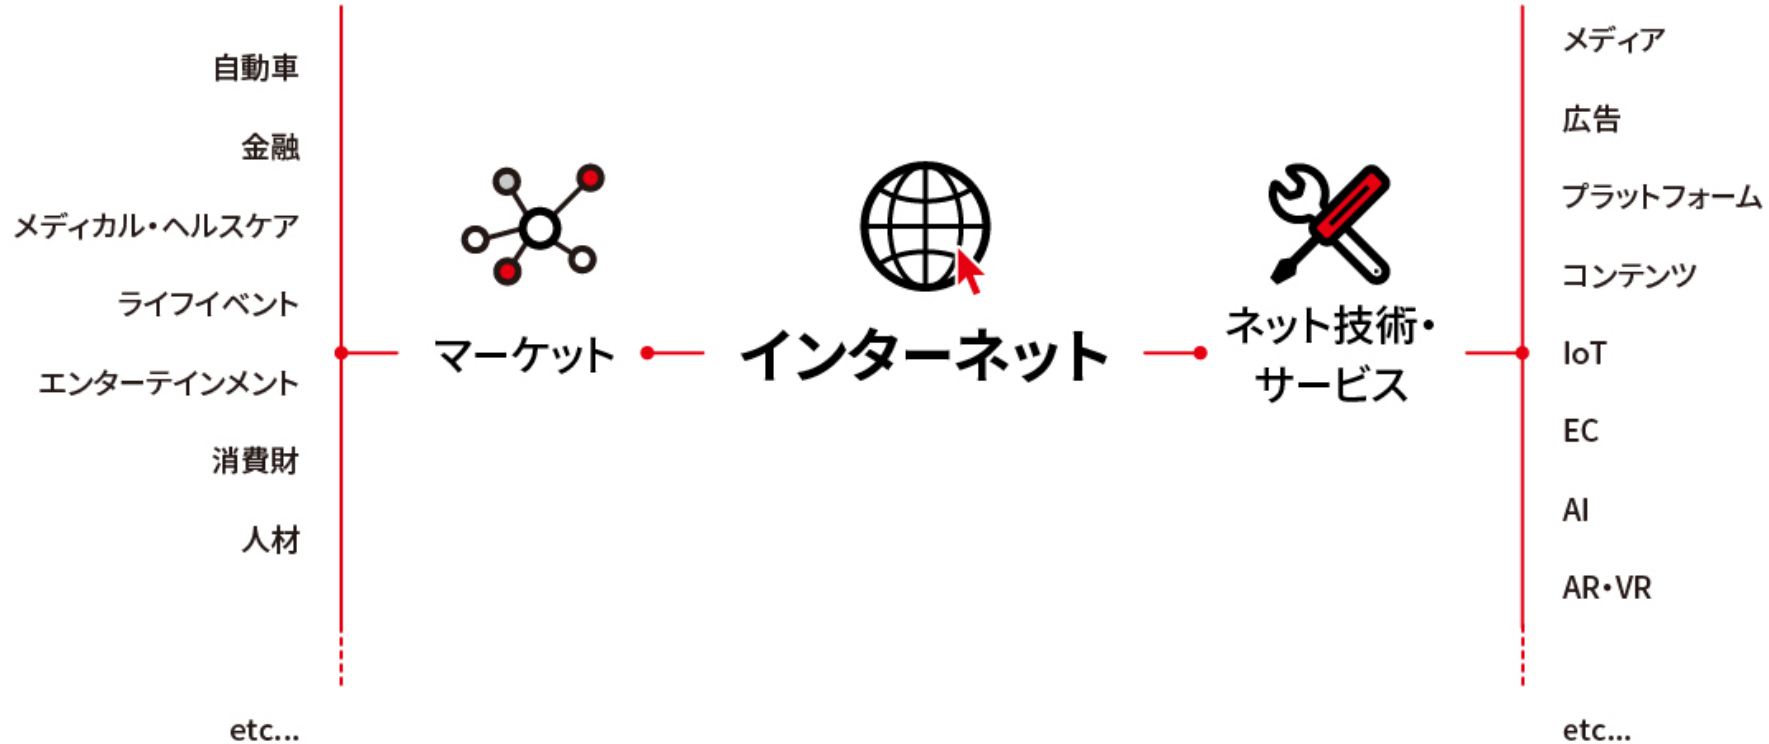 自動車
金融
メディカル・ヘルスケア
ライフイベント
エンターテインメント
消費財
人材
etc...
マーケット
インターネット
ネット技術・
サービス
メディア
広告
プラットフォーム
コンテンツ
IoT
EC
AI
AR・VR
etc...